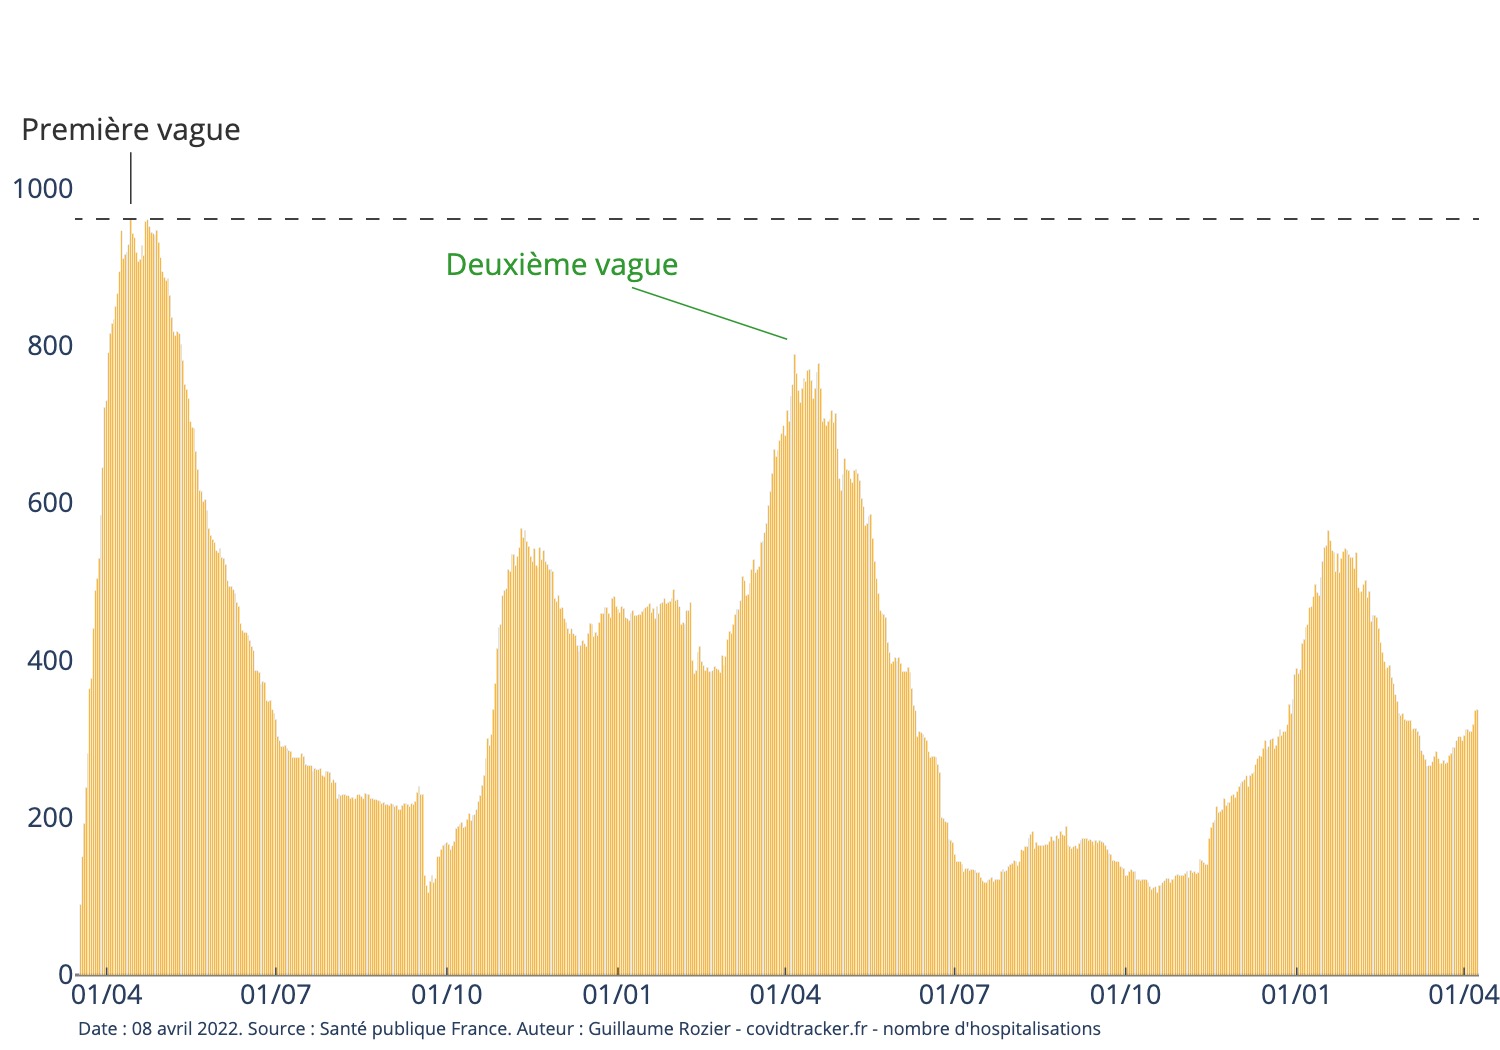 Première vague
1000
Deuxième vague
800
600
400
200
0
01/04 01/07 01/10 01/01 01/04 01/07 01/10 01/01 01/04
Date : 08 avril 2022. Source : Santé publique France. Auteur : Guillaume Rozier - covidtracker.fr - nombre d'hospitalisations